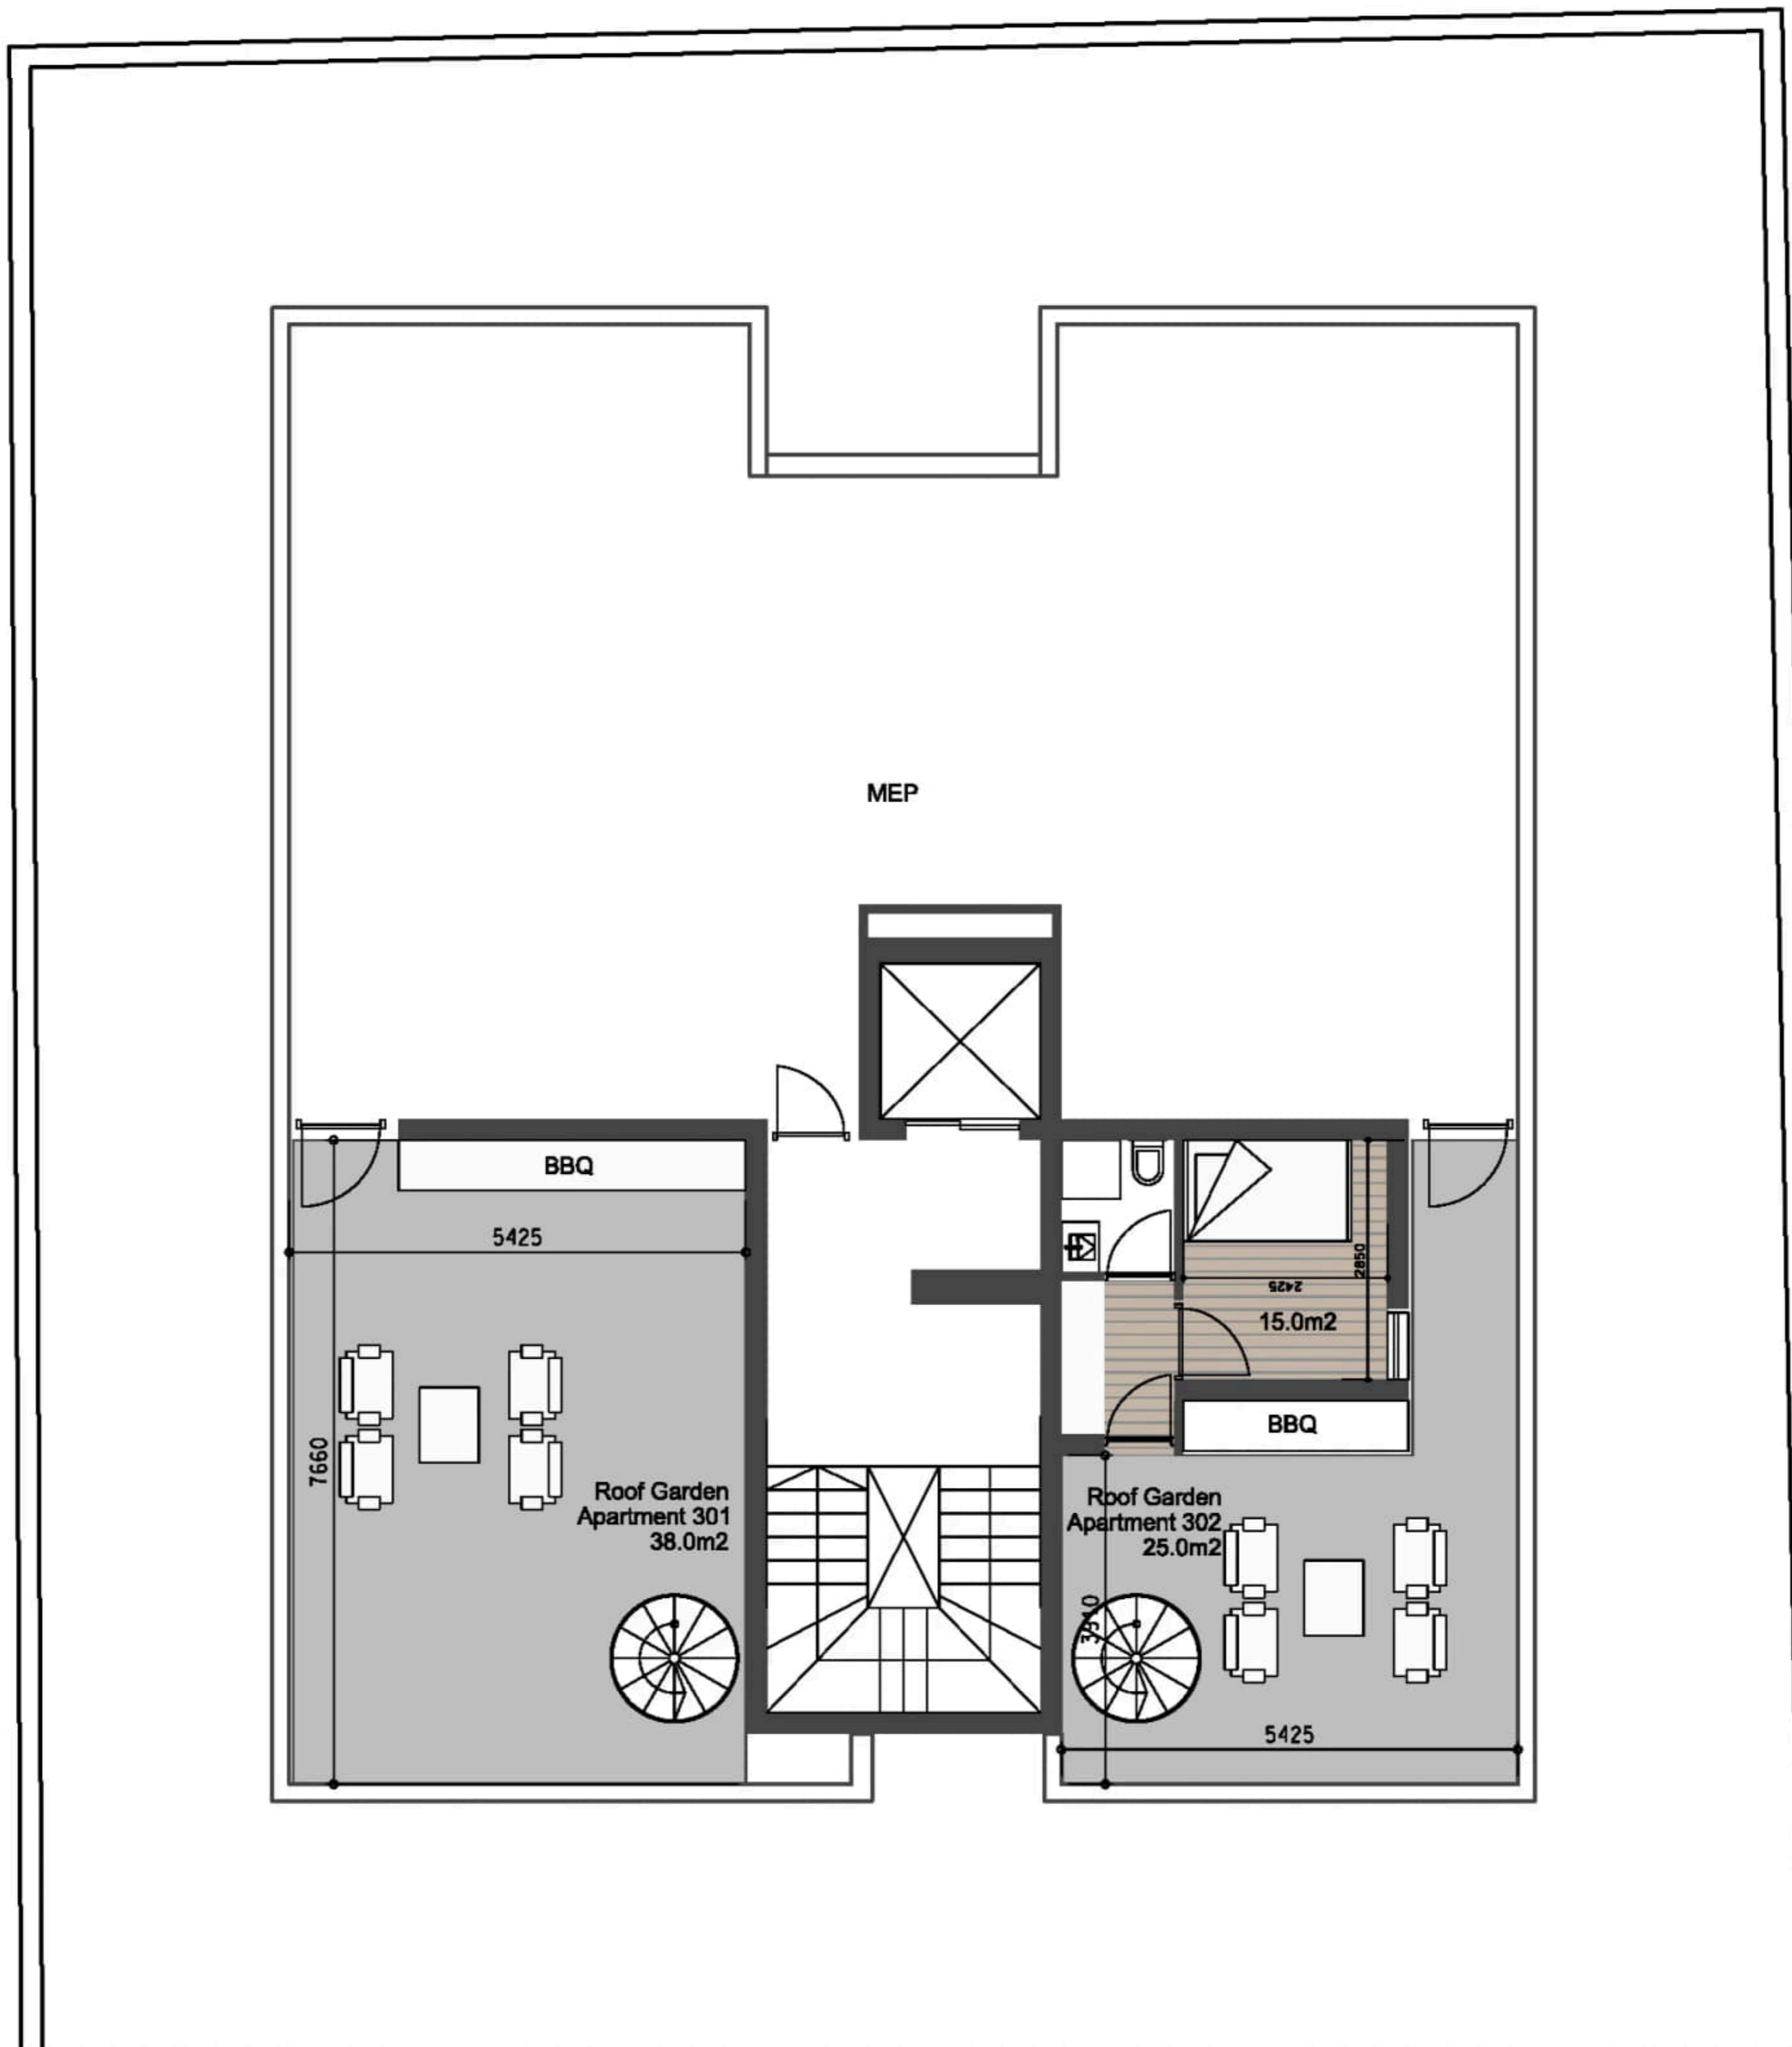 MEP
BBQ
5425
7660
Roof Garden
Apartment 301
38.0m2
2850
2425
15.0m2
BBQ
Roof Garden
Apartment 302
25.0m2
3910
5425